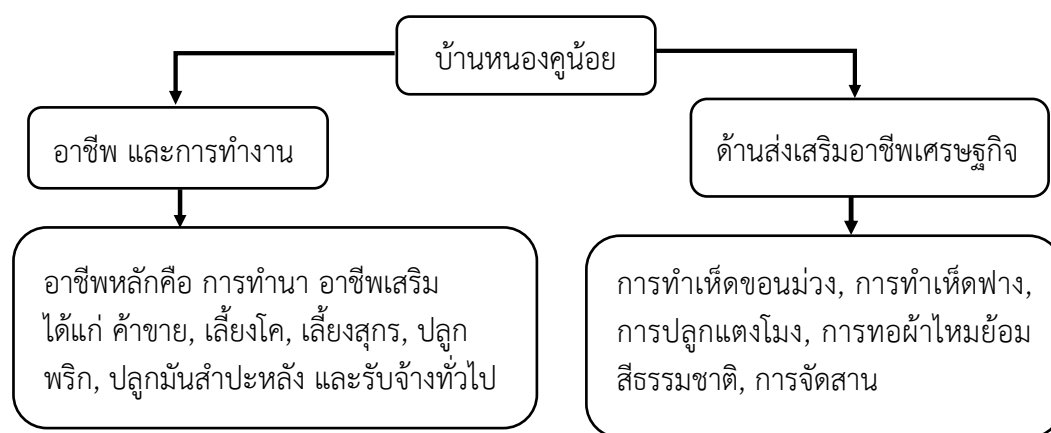 บ้านหนองคูน้อย
อาชีพ และการทำงาน
ด้านส่งเสริมอาชีพเศรษฐกิจ
อาชีพหลักคือ การทำนา อาชีพเสริม
ได้แก่ ค้าขาย, เลี้ยงโค, เลี้ยงสุกร, ปลูก
พริก, ปลูกมันสำปะหลัง และรับจ้างทั่วไป
การทำเห็ดขอนม่วง, การทำเห็ดฟาง,
การปลูกแตงโมง, การทอผ้าไหมย้อม
สีธรรมชาติ, การจัดสาน